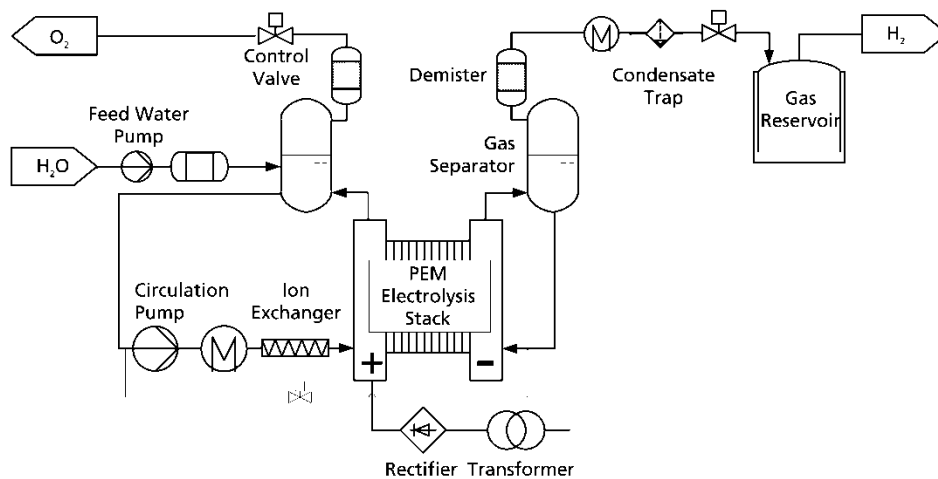 O₂
Control
Valve
Demister
Condensate
Trap
H₂
Gas
Reservoir
Feed Water
Pump
H₂O
Gas
Separator
PEM
Electrolysis
Stack
Circulation
Pump
Ion
Exchanger
+
-
Rectifier
Transformer